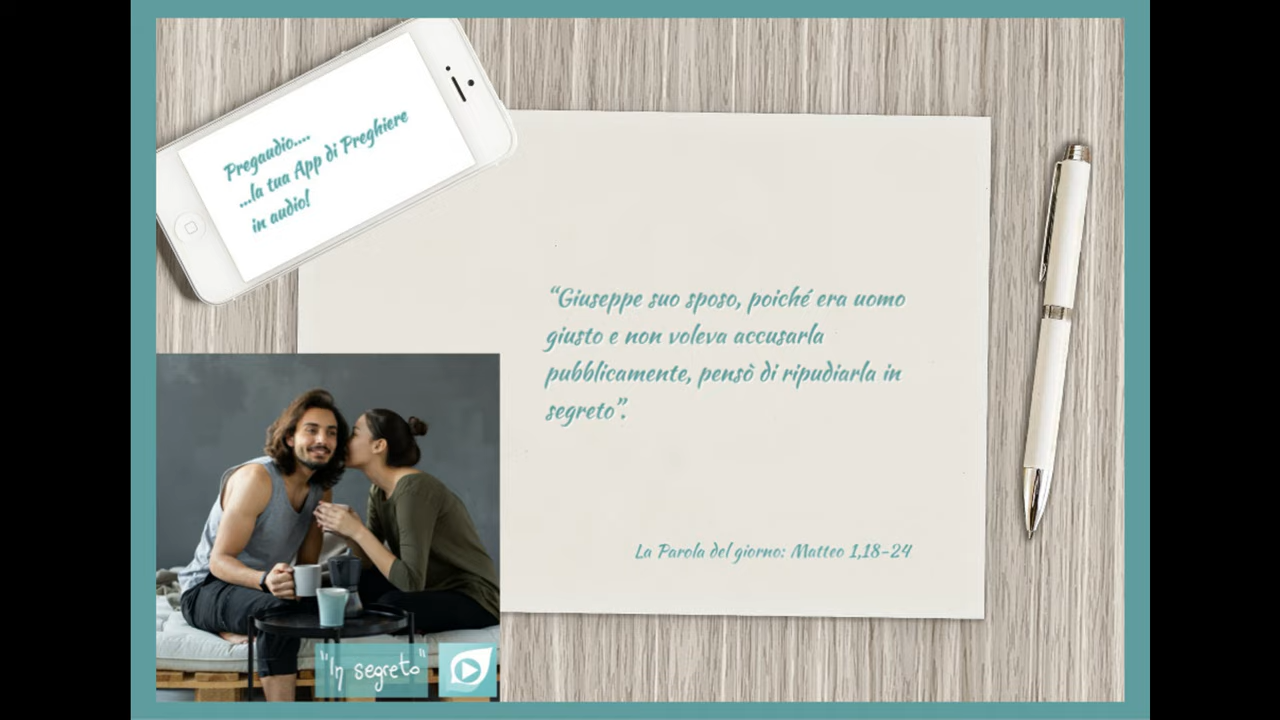 Pregaudio....
...la tua App di Preghiere
in audio!
“Giuseppe suo sposo, poiché era uomo
giusto e non voleva accusarla
pubblicamente, pensò di ripudiarla in
segreto”.
La Parola del giorno: Matteo 1,18-24
"In segreto"